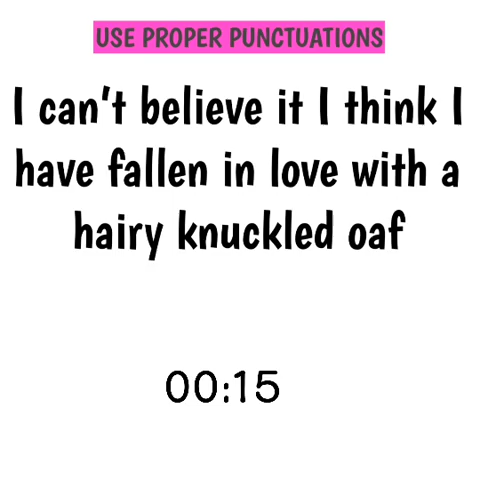 USE PROPER PUNCTUATIONS
I can't believe it I think I
have fallen in love with a
hairy knuckled oaf
00:15